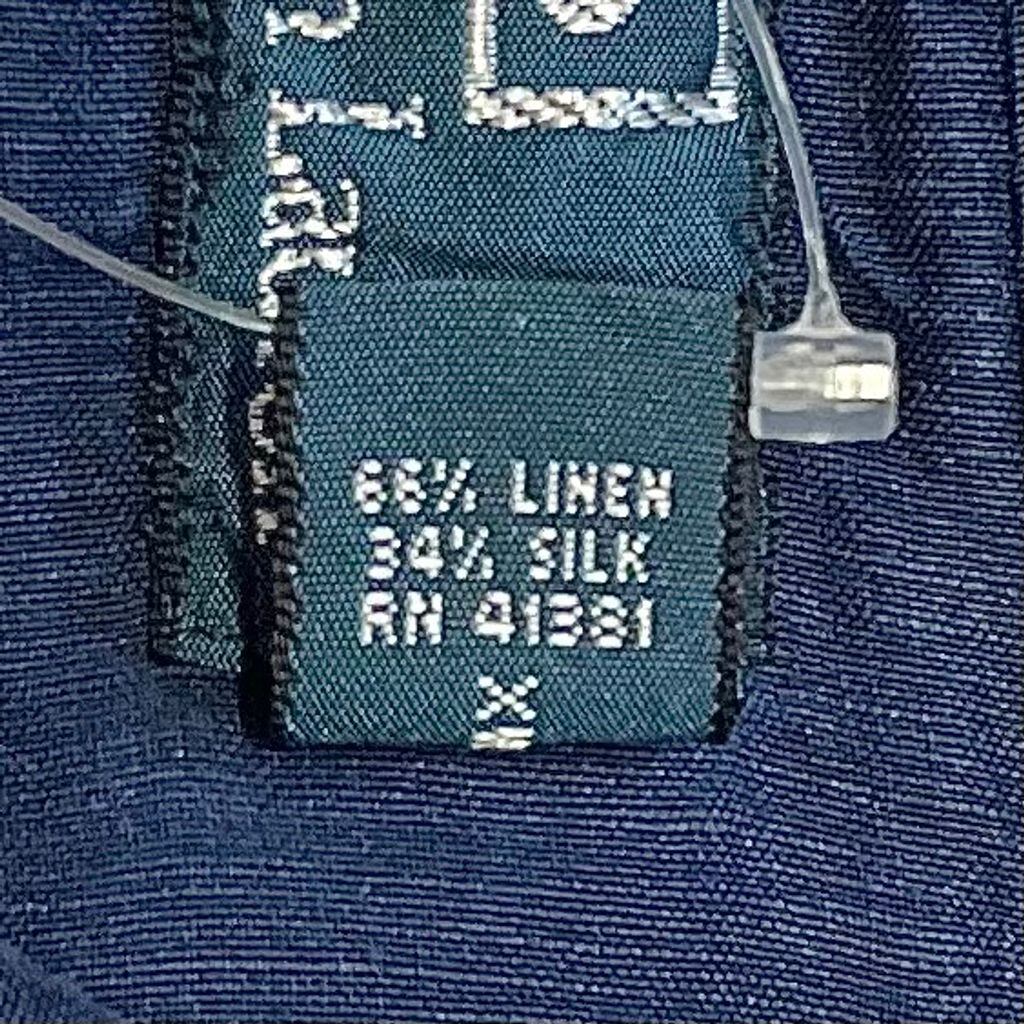 66% LINEN
34% SILK
RN 41381